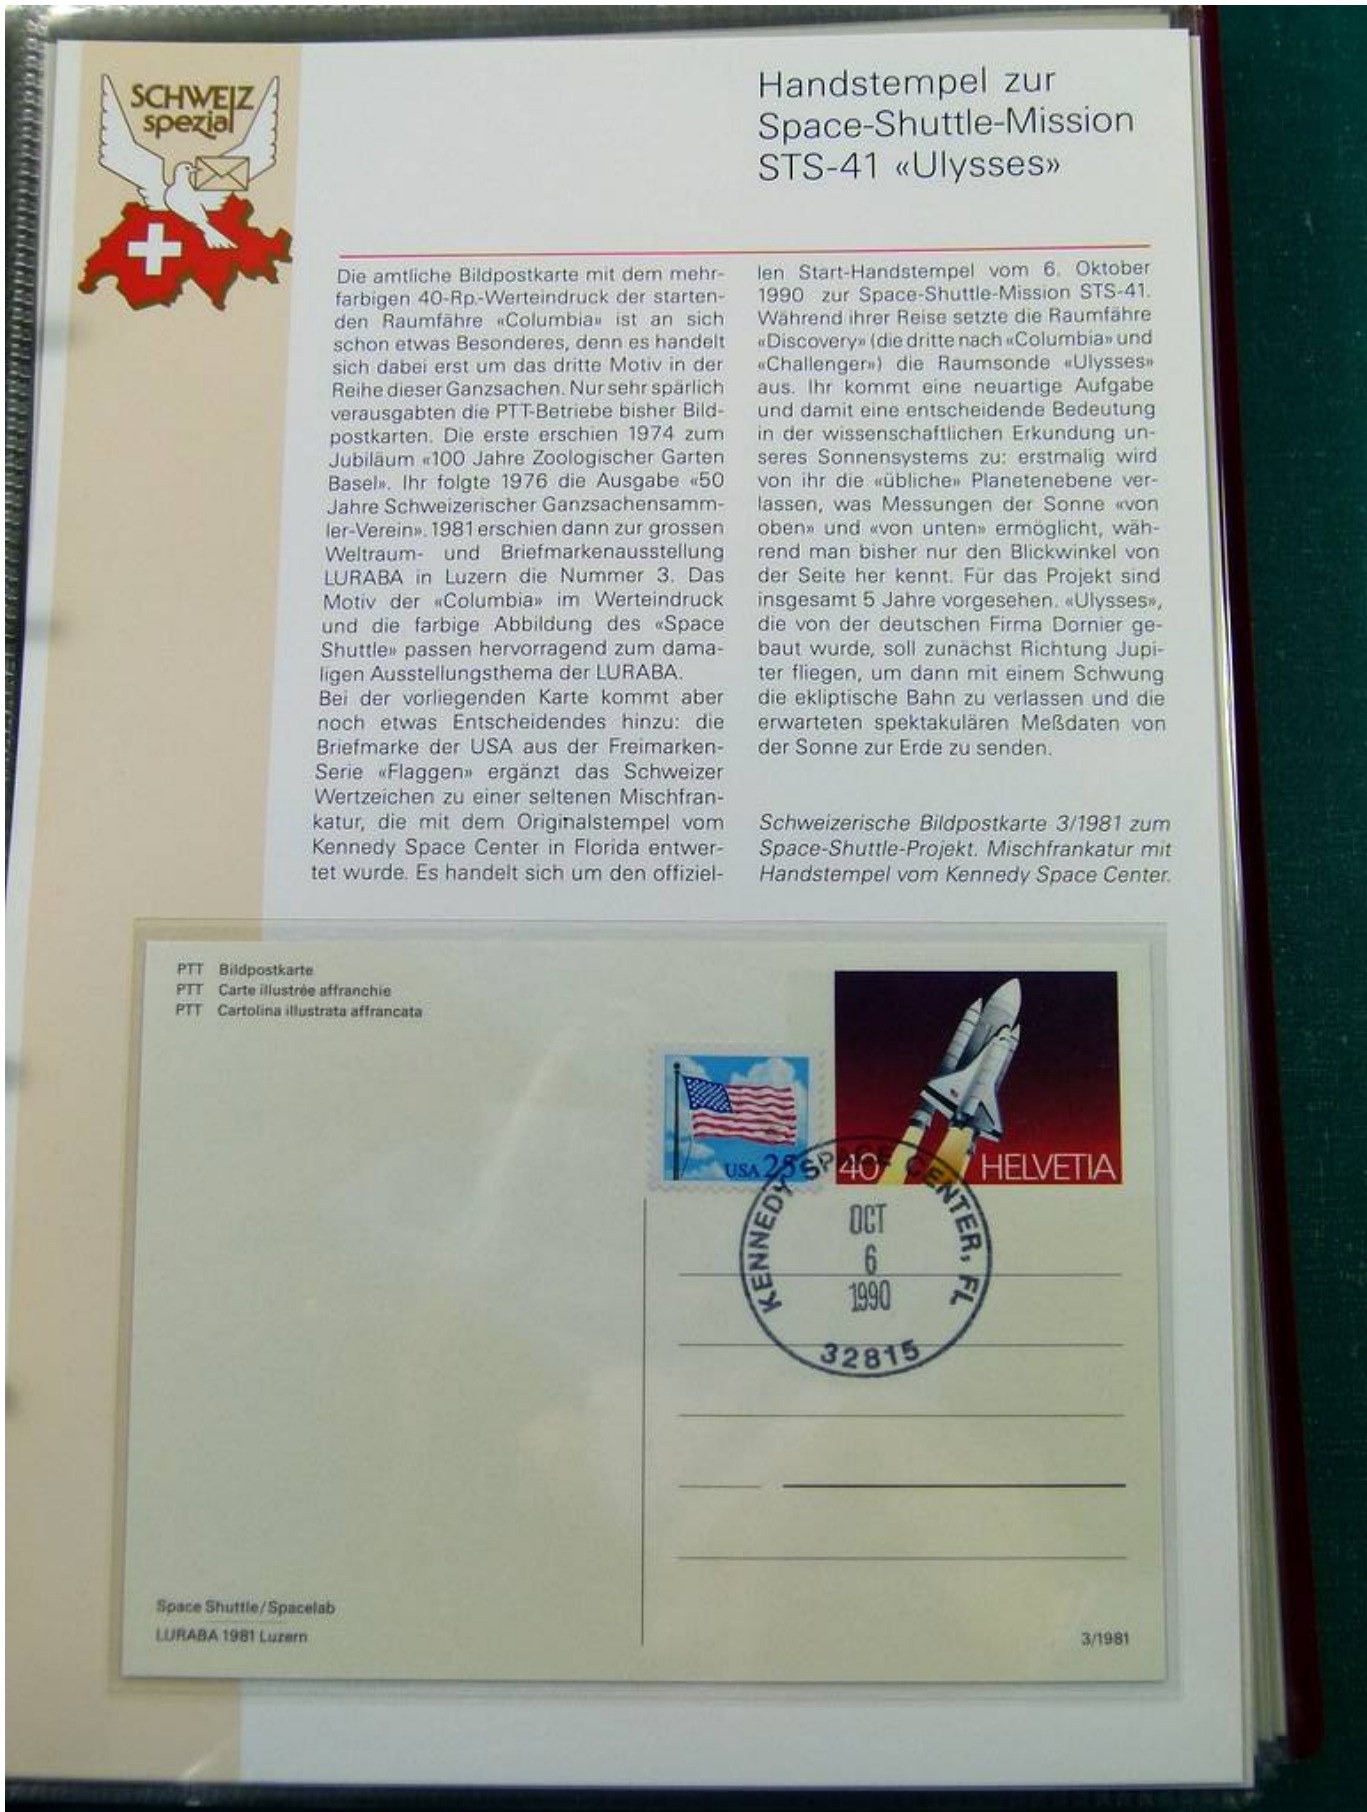 SCHWEIZ
spezial
Handstempel zur
Space-Shuttle-Mission
STS-41 «Ulysses»
Die amtliche Bildpostkarte mit dem mehr-
farbigen 40-Rp.-Werteindruck der starten-
den Raumfähre «Columbia» ist an sich
schon etwas Besonderes, denn es handelt
sich dabei erst um das dritte Motiv in der
Reihe dieser Ganzsachen. Nur sehr spärlich
verausgabten die PTT-Betriebe bisher Bild-
postkarten. Die erste erschien 1974 zum
Jubiläum «100 Jahre Zoologischer Garten
Basel». Ihr folgte 1976 die Ausgabe «50
Jahre Schweizerischer Ganzsachensamm-
ler-Verein». 1981 erschien dann zur grossen
Weltraum- und Briefmarkenausstellung
LURABA in Luzern die Nummer 3. Das
Motiv der «Columbia» im Werteindruck
und die farbige Abbildung des «Space
Shuttle» passen hervorragend zum dama-
ligen Ausstellungsthema der LURABA.
Bei der vorliegenden Karte kommt aber
noch etwas Entscheidendes hinzu: die
Briefmarke der USA aus der Freimarken-
Serie «Flaggen» ergänzt das Schweizer
Wertzeichen zu einer seltenen Mischfran-
katur, die mit dem Originalstempel vom
Kennedy Space Center in Florida entwer-
tet wurde. Es handelt sich um den offiziel-
len Start-Handstempel vom 6. Oktober
1990 zur Space-Shuttle-Mission STS-41.
Während ihrer Reise setzte die Raumfähre
«Discovery» (die dritte nach «Columbia» und
«Challenger») die Raumsonde «Ulysses»
aus. Ihr kommt eine neuartige Aufgabe
und damit eine entscheidende Bedeutung
in der wissenschaftlichen Erkundung un-
seres Sonnensystems zu: erstmalig wird
von ihr die «übliche» Planetenebene ver-
lassen, was Messungen der Sonne «von
oben» und «von unten» ermöglicht, wäh-
rend man bisher nur den Blickwinkel von
der Seite her kennt. Für das Projekt sind
insgesamt 5 Jahre vorgesehen. «Ulysses»,
die von der deutschen Firma Dornier ge-
baut wurde, soll zunächst Richtung Jupi-
ter fliegen, um dann mit einem Schwung
die ekliptische Bahn zu verlassen und die
erwarteten spektakulären Meßdaten von
der Sonne zur Erde zu senden.
Schweizerische Bildpostkarte 3/1981 zum
Space-Shuttle-Projekt. Mischfrankatur mit
Handstempel vom Kennedy Space Center.
PTT Bildpostkarte
PTT Carte illustrée affranchie
PTT Cartolina illustrata affrancata
USA 25
40 HELVETIA
KENNEDY SPACE CENTER, FL
OCT
6
1990
32815
Space Shuttle/Spacelab
LURABA 1981 Luzern
3/1981